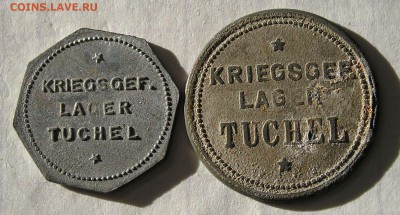 COINS.LAVE.RU
KRIEGSGEF.
LAGER
TUCHEL
KRIEGSGEF.
LAGER
TUCHEL